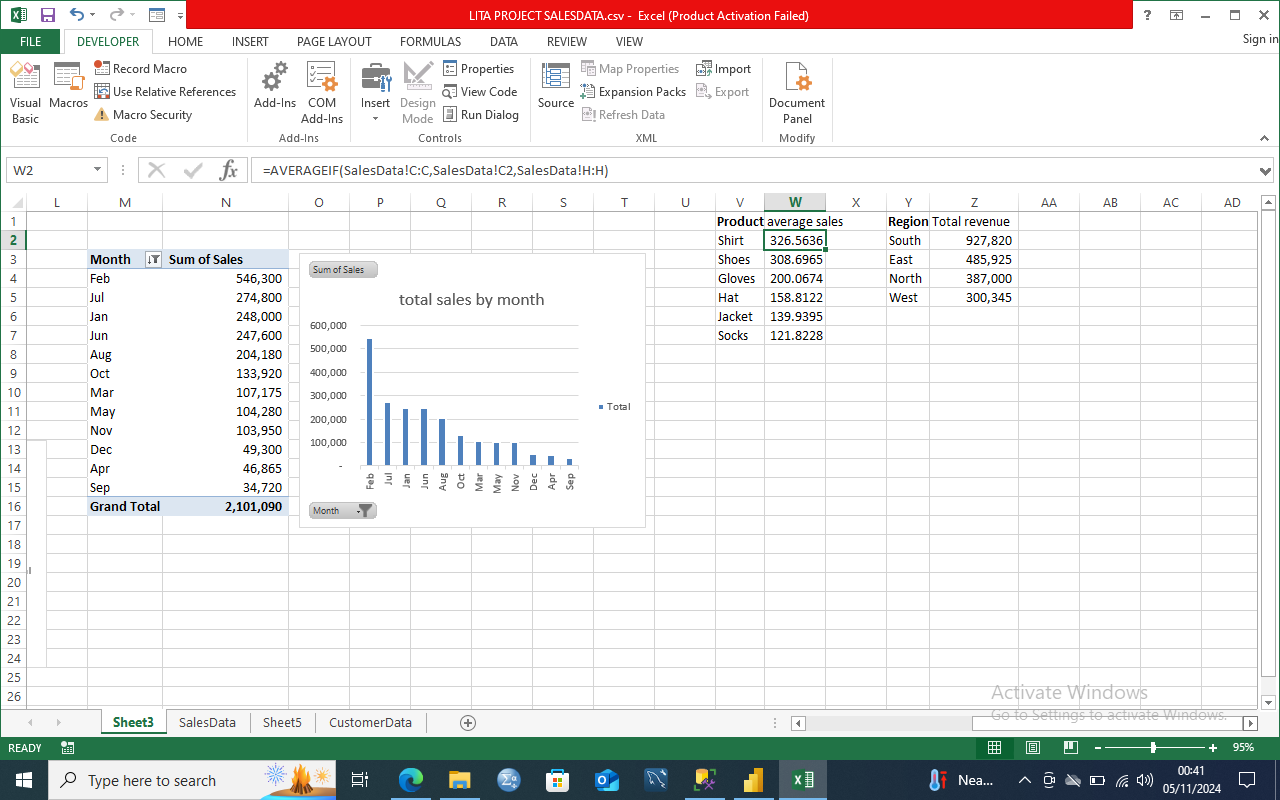 LITA PROJECT SALESDATA.csv - Excel (Product Activation Failed)
FILE DEVELOPER HOME INSERT PAGE LAYOUT FORMULAS DATA REVIEW VIEW Sign in
Visual Basic
Macros
Record Macro
Use Relative References
Macro Security
Code
Add-Ins
COM Add-Ins
Add-Ins
Insert
Design Mode
Properties
View Code
Run Dialog
Controls
Source
Map Properties
Expansion Packs
Refresh Data
Import
Export
XML
Document Panel
Modify
W2 fx =AVERAGEIF(SalesData!C:C,SalesData!C2,SalesData!H:H)
L M N O P Q R S T U V W X Y Z AA AB AC AD
1 Product average sales Region Total revenue
2 Shirt 326.5636 South 927,820
3 Month Sum of Sales Shoes 308.6965 East 485,925
4 Feb 546,300 Gloves 200.0674 North 387,000
5 Jul 274,800 Hat 158.8122 West 300,345
6 Jan 248,000 Jacket 139.9395
7 Jun 247,600 Socks 121.8228
8 Aug 204,180
9 Oct 133,920
10 Mar 107,175
11 May 104,280
12 Nov 103,950
13 Dec 49,300
14 Apr 46,865
15 Sep 34,720
16 Grand Total 2,101,090
17
18
19
20
21
22
23
24
25
26
Sum of Sales
total sales by month
600,000
500,000
400,000
300,000
200,000
100,000
-
Feb Jul Jan Jun Aug Oct Mar May Nov Dec Apr Sep
Total
Month
Activate Windows
Go to Settings to activate Windows.
Sheet3 SalesData Sheet5 CustomerData
READY 95%
Type here to search
Nea...
00:41
05/11/2024